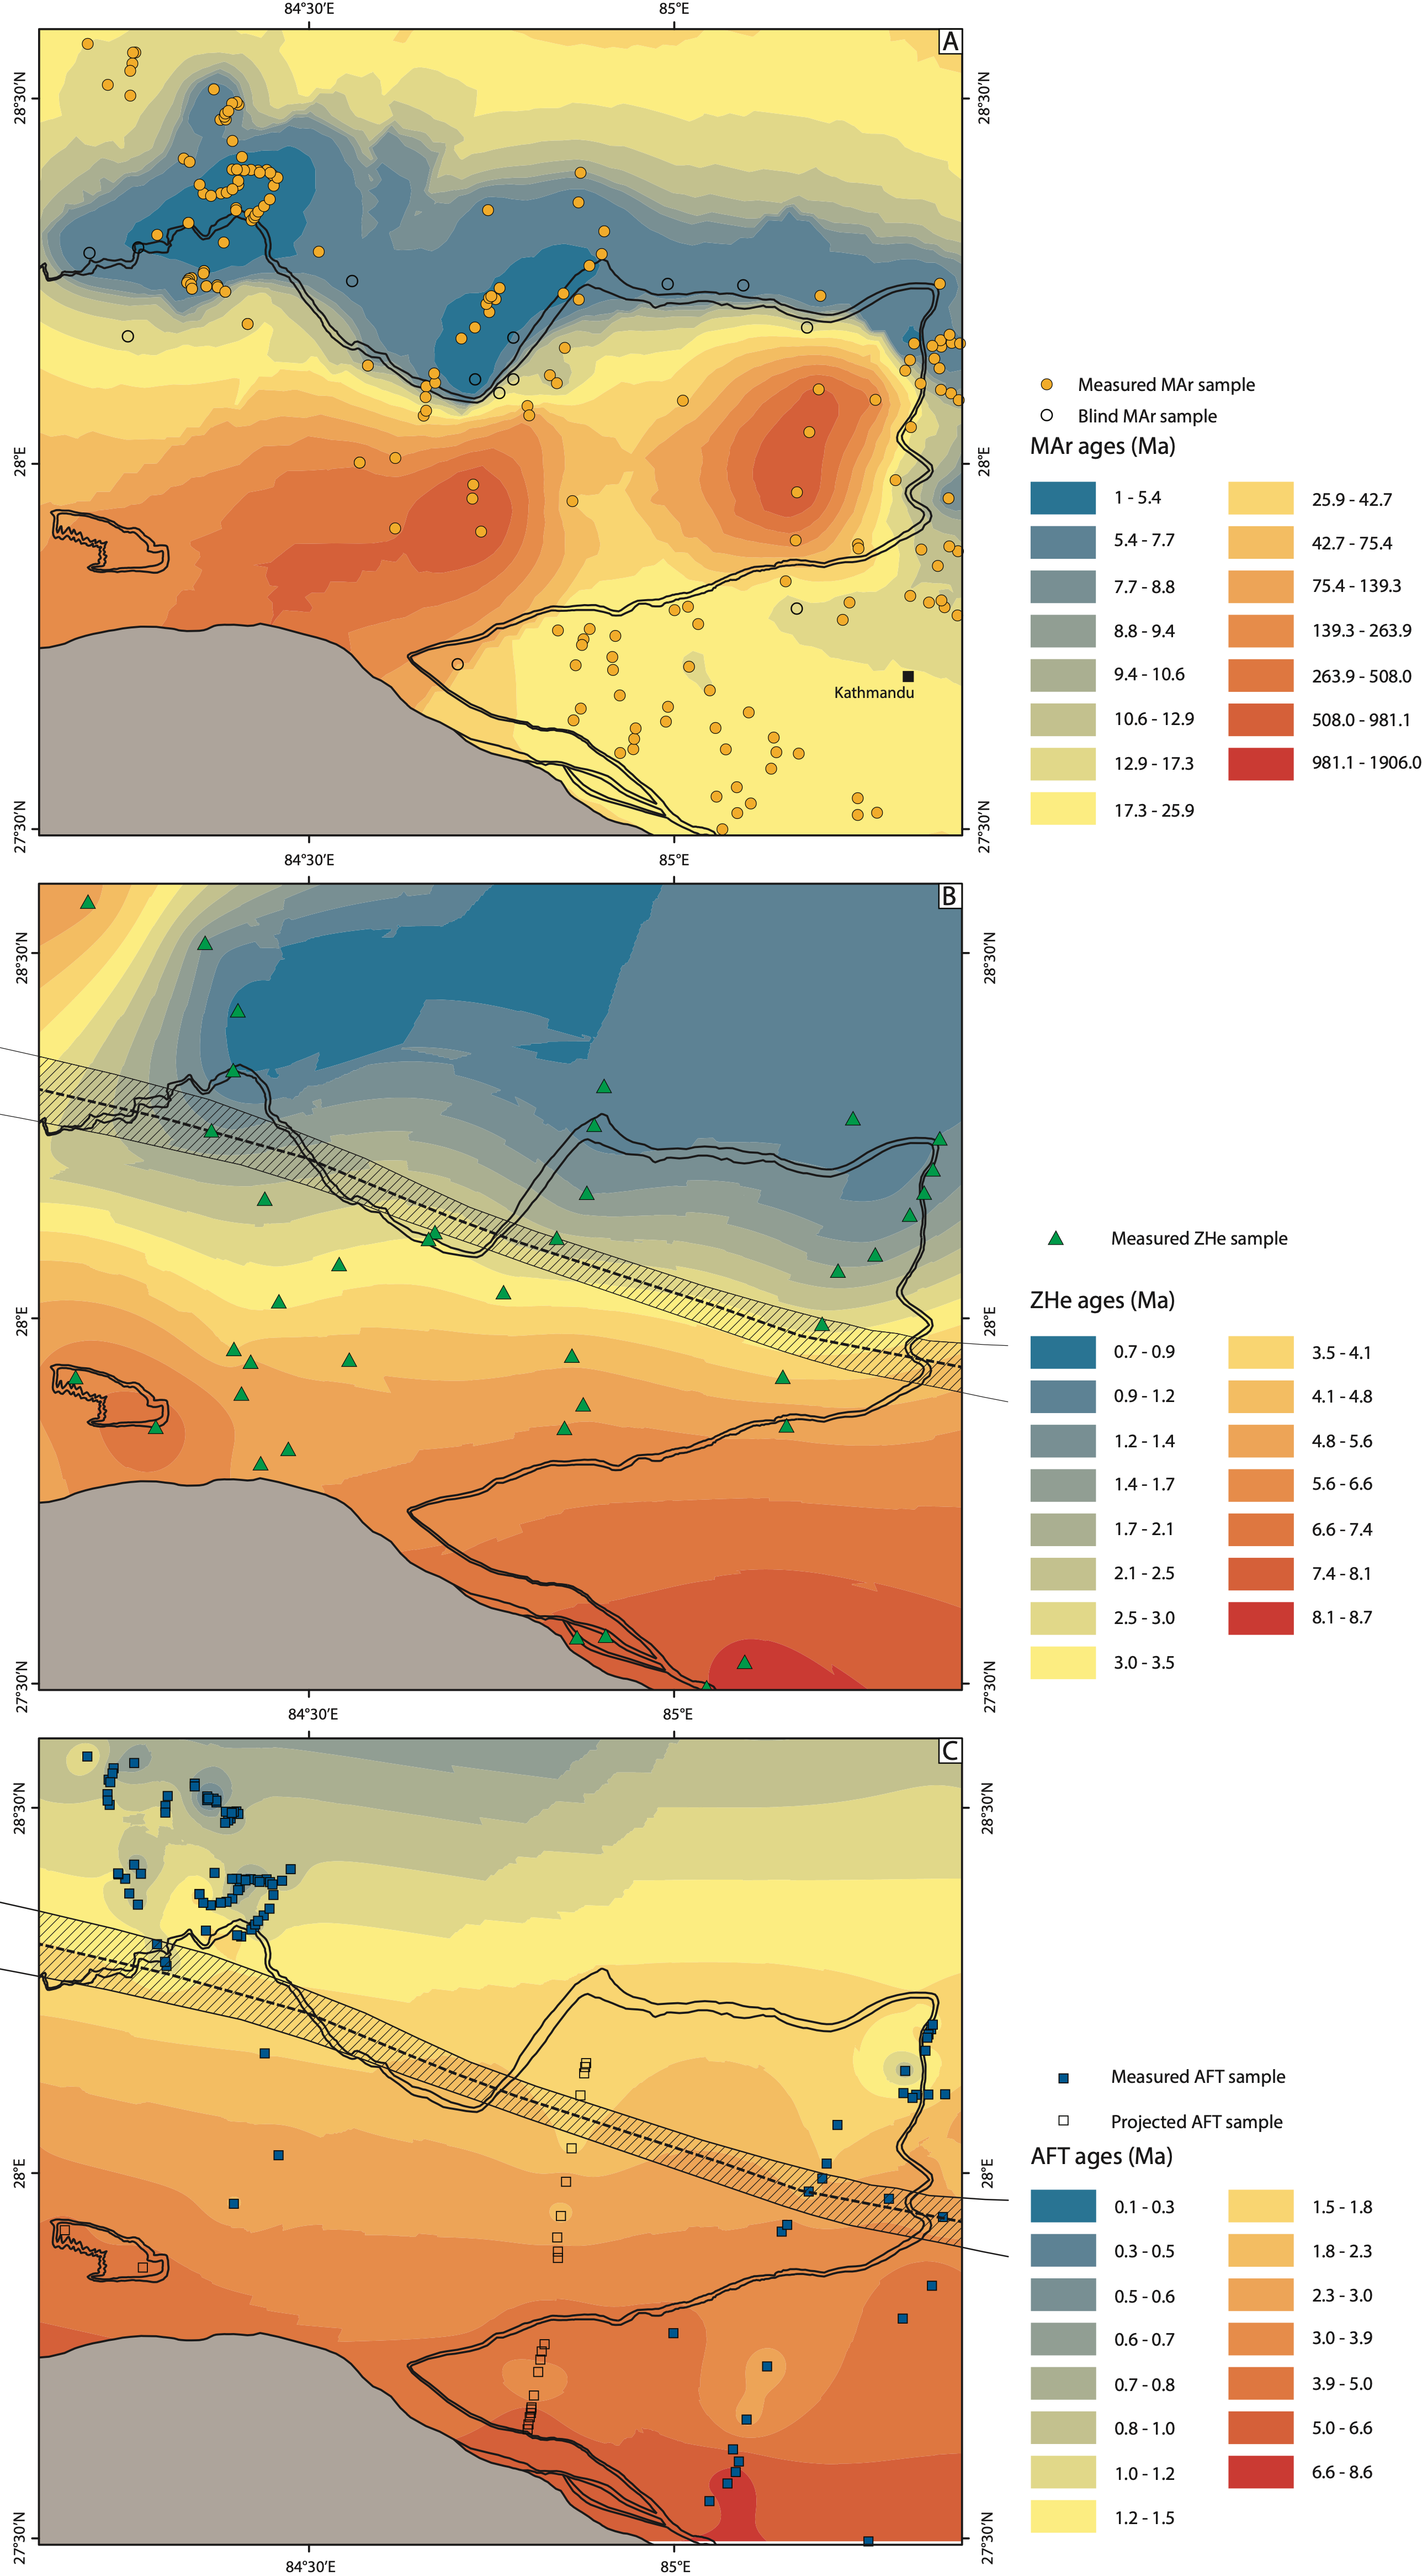 84°30′E
85°E
A
28°30′N
28°30′N
28°E
28°E
Kathmandu
27°30′N
27°30′N
Measured MAr sample
Blind MAr sample
MAr ages (Ma)
1 - 5.4
5.4 - 7.7
7.7 - 8.8
8.8 - 9.4
9.4 - 10.6
10.6 - 12.9
12.9 - 17.3
17.3 - 25.9
25.9 - 42.7
42.7 - 75.4
75.4 - 139.3
139.3 - 263.9
263.9 - 508.0
508.0 - 981.1
981.1 - 1906.0
84°30′E
85°E
B
28°30′N
28°30′N
28°E
28°E
27°30′N
27°30′N
Measured ZHe sample
ZHe ages (Ma)
0.7 - 0.9
0.9 - 1.2
1.2 - 1.4
1.4 - 1.7
1.7 - 2.1
2.1 - 2.5
2.5 - 3.0
3.0 - 3.5
3.5 - 4.1
4.1 - 4.8
4.8 - 5.6
5.6 - 6.6
6.6 - 7.4
7.4 - 8.1
8.1 - 8.7
84°30′E
85°E
C
28°30′N
28°30′N
28°E
28°E
27°30′N
27°30′N
Measured AFT sample
Projected AFT sample
AFT ages (Ma)
0.1 - 0.3
0.3 - 0.5
0.5 - 0.6
0.6 - 0.7
0.7 - 0.8
0.8 - 1.0
1.0 - 1.2
1.2 - 1.5
1.5 - 1.8
1.8 - 2.3
2.3 - 3.0
3.0 - 3.9
3.9 - 5.0
5.0 - 6.6
6.6 - 8.6
84°30′E
85°E